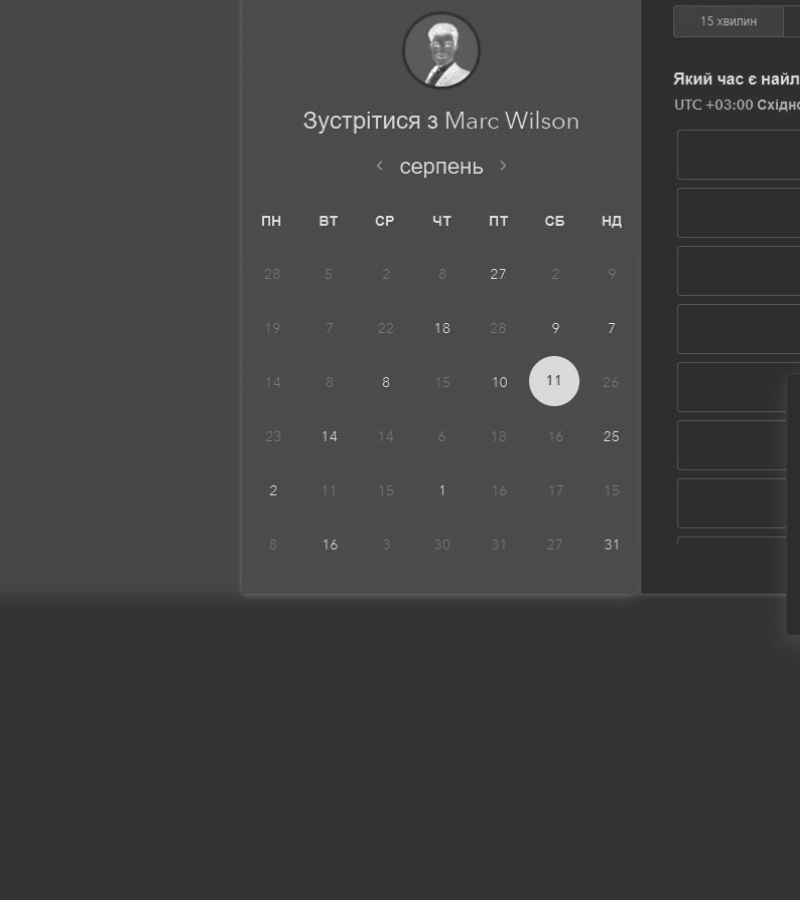 15 хвилин
Який час є найл
UTC +03:00 Східно
Зустрітися з Marc Wilson
< серпень >
ПН ВТ СР ЧТ ПТ СБ НД
28 5 2 8 27 2 9
19 7 22 18 28 9 7
14 8 8 15 10 11 26
23 14 14 6 18 16 25
2 11 15 1 16 17 15
8 16 3 30 31 27 31